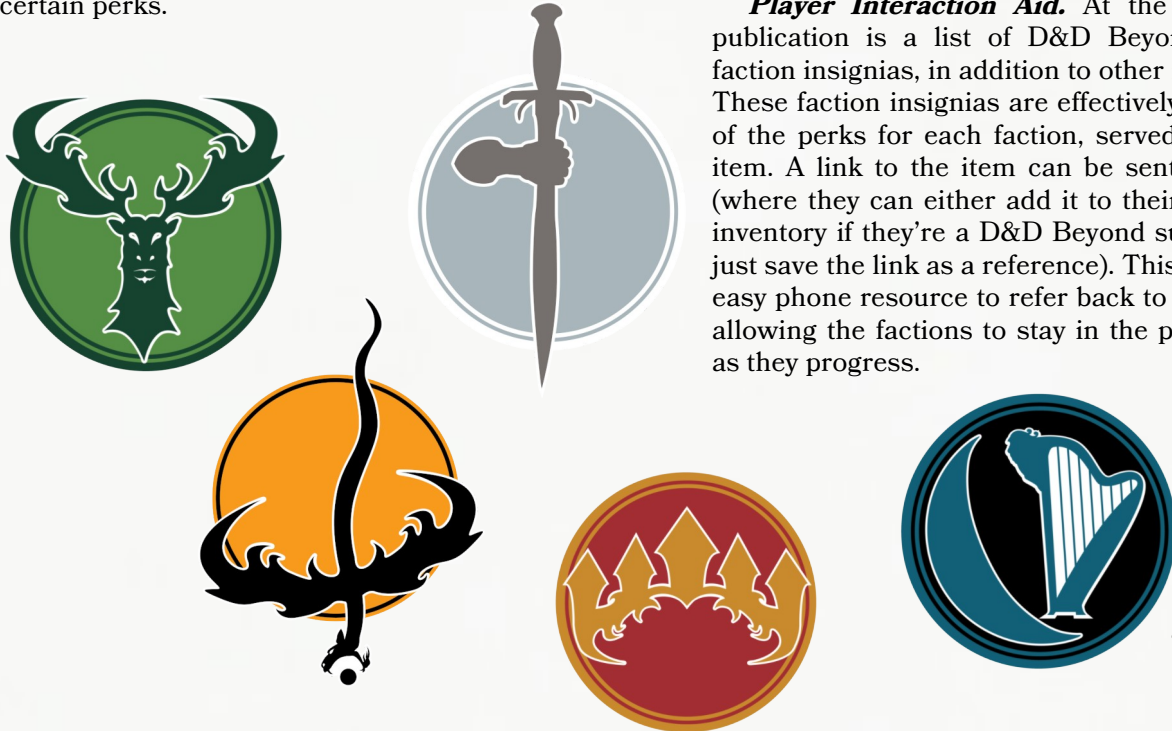 certain perks.
Player Interaction Aid. At the
publication is a list of D&D Beyon
faction insignias, in addition to other
These faction insignias are effectively
of the perks for each faction, served
item. A link to the item can be sent
(where they can either add it to their
inventory if they're a D&D Beyond su
just save the link as a reference). This
easy phone resource to refer back to
allowing the factions to stay in the p
as they progress.